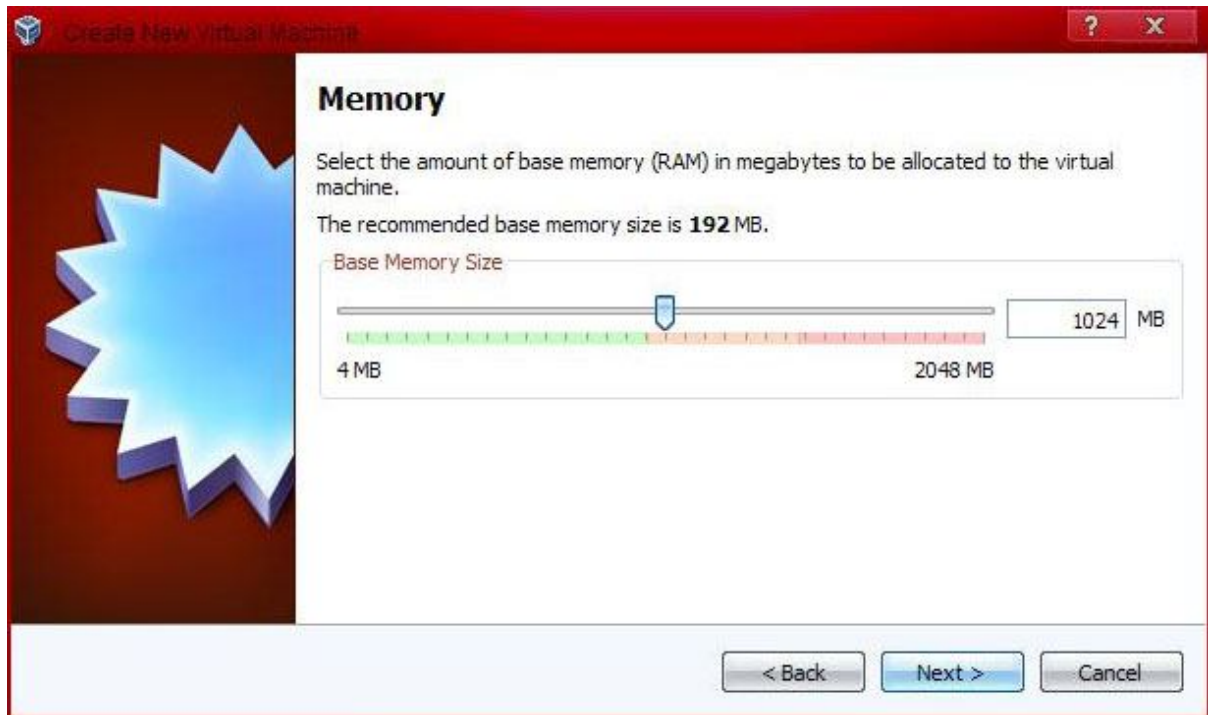 Create New Virtual Machine
?
X
Memory
Select the amount of base memory (RAM) in megabytes to be allocated to the virtual
machine.
The recommended base memory size is 192 MB.
Base Memory Size
1024 MB
4 MB 2048 MB
< Back Next > Cancel